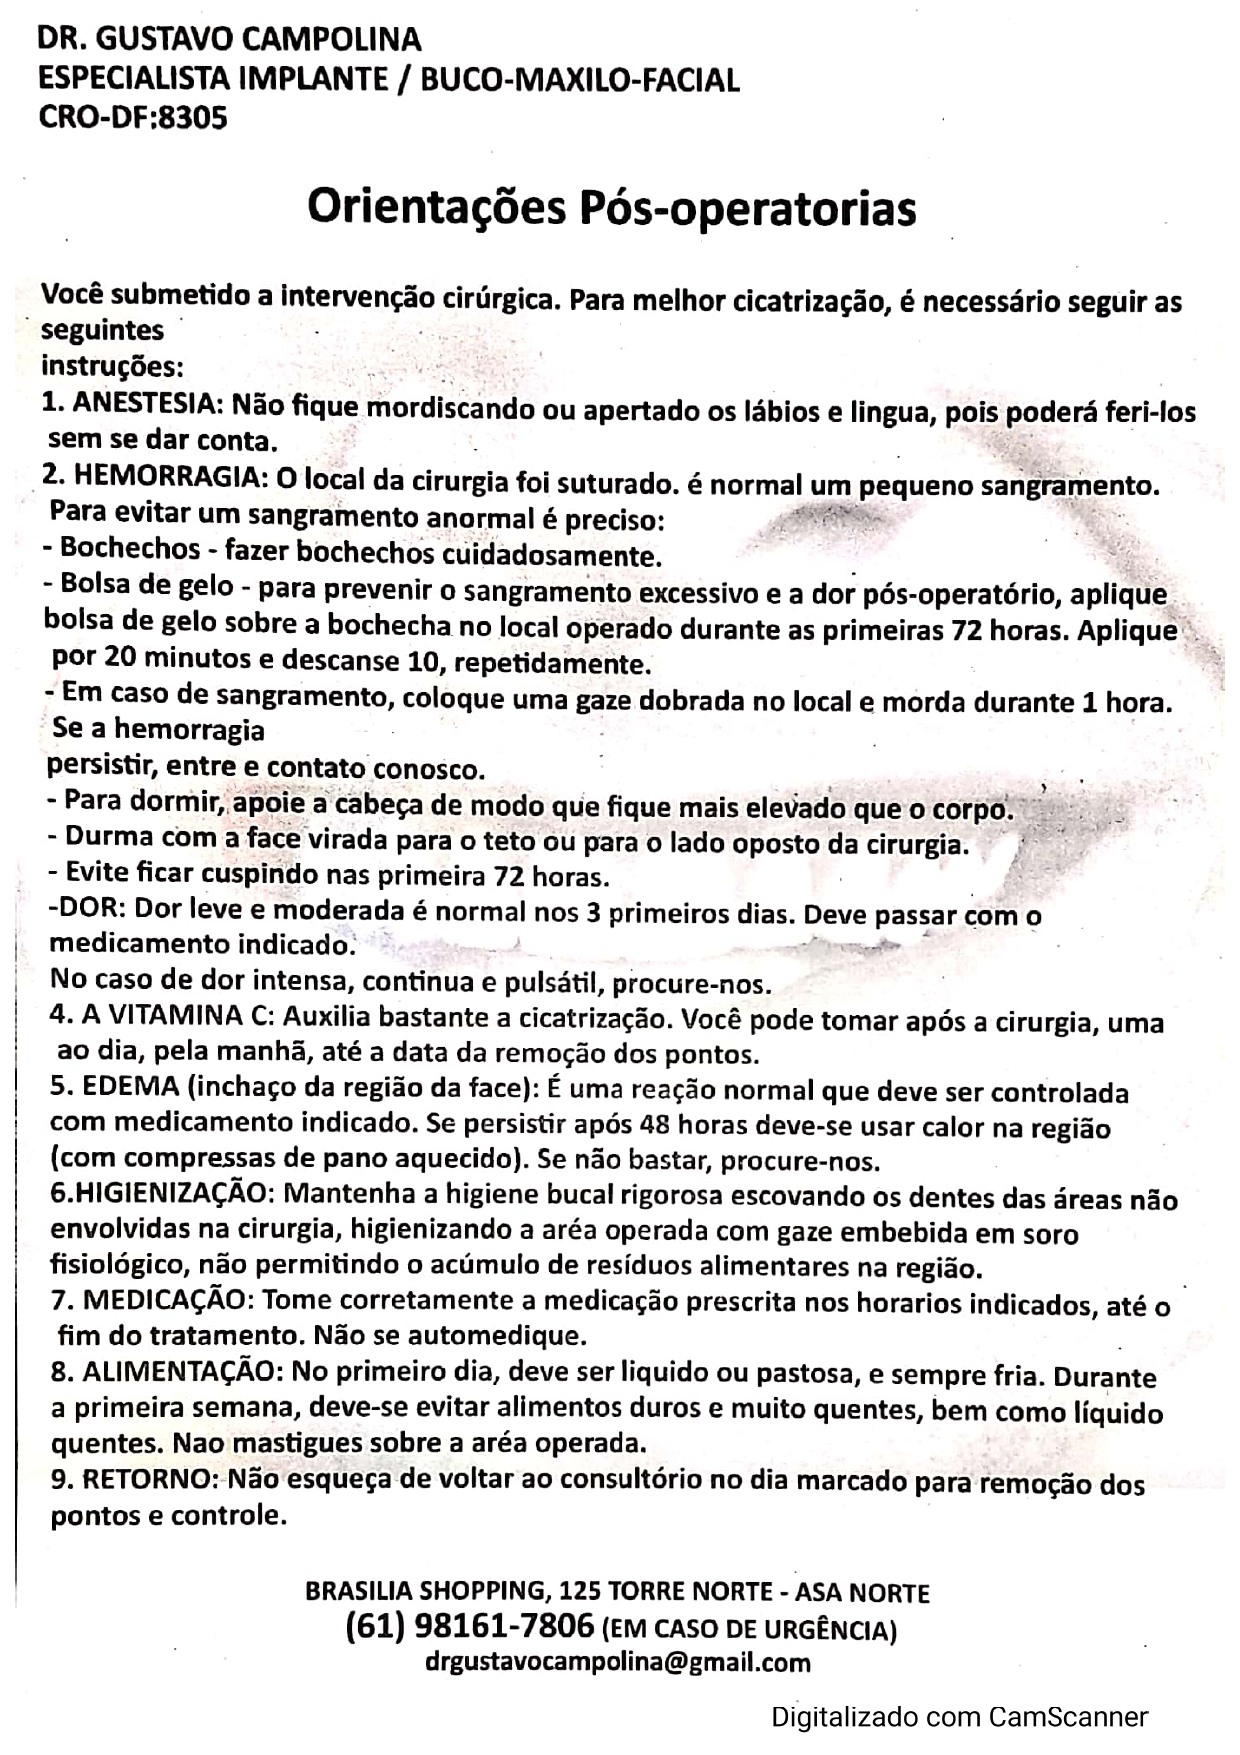 DR. GUSTAVO CAMPOLINA
ESPECIALISTA IMPLANTE / BUCO-MAXILO-FACIAL
CRO-DF:8305
Orientações Pós-operatorias
Você submetido a intervenção cirúrgica. Para melhor cicatrização, é necessário seguir as
seguintes
instruções:
1. ANESTESIA: Não fique mordiscando ou apertado os lábios e lingua, pois poderá feri-los
sem se dar conta.
2. HEMORRAGIA: O local da cirurgia foi suturado. é normal um pequeno sangramento.
Para evitar um sangramento anormal é preciso:
- Bochechos - fazer bochechos cuidadosamente.
- Bolsa de gelo - para prevenir o sangramento excessivo e a dor pós-operatório, aplique
bolsa de gelo sobre a bochecha no local operado durante as primeiras 72 horas. Aplique
por 20 minutos e descanse 10, repetidamente.
- Em caso de sangramento, coloque uma gaze dobrada no local e morda durante 1 hora.
Se a hemorragia
persistir, entre e contato conosco.
- Para dormir, apoie a cabeça de modo que fique mais elevado que o corpo.
- Durma com a face virada para o teto ou para o lado oposto da cirurgia.
- Evite ficar cuspindo nas primeira 72 horas.
-DOR: Dor leve e moderada é normal nos 3 primeiros dias. Deve passar com o
medicamento indicado.
No caso de dor intensa, continua e pulsátil, procure-nos.
4. A VITAMINA C: Auxilia bastante a cicatrização. Você pode tomar após a cirurgia, uma
ao dia, pela manhã, até a data da remoção dos pontos.
5. EDEMA (inchaço da região da face): É uma reação normal que deve ser controlada
com medicamento indicado. Se persistir após 48 horas deve-se usar calor na região
(com compressas de pano aquecido). Se não bastar, procure-nos.
6.HIGIENIZAÇÃO: Mantenha a higiene bucal rigorosa escovando os dentes das áreas não
envolvidas na cirurgia, higienizando a aréa operada com gaze embebida em soro
fisiológico, não permitindo o acúmulo de resíduos alimentares na região.
7. MEDICAÇÃO: Tome corretamente a medicação prescrita nos horarios indicados, até o
fim do tratamento. Não se automedique.
8. ALIMENTAÇÃO: No primeiro dia, deve ser liquido ou pastosa, e sempre fria. Durante
a primeira semana, deve-se evitar alimentos duros e muito quentes, bem como líquido
quentes. Nao mastigues sobre a aréa operada.
9. RETORNO: Não esqueça de voltar ao consultório no dia marcado para remoção dos
pontos e controle.
BRASILIA SHOPPING, 125 TORRE NORTE - ASA NORTE
(61) 98161-7806 (EM CASO DE URGÊNCIA)
drgustavocampolina@gmail.com
Digitalizado com CamScanner